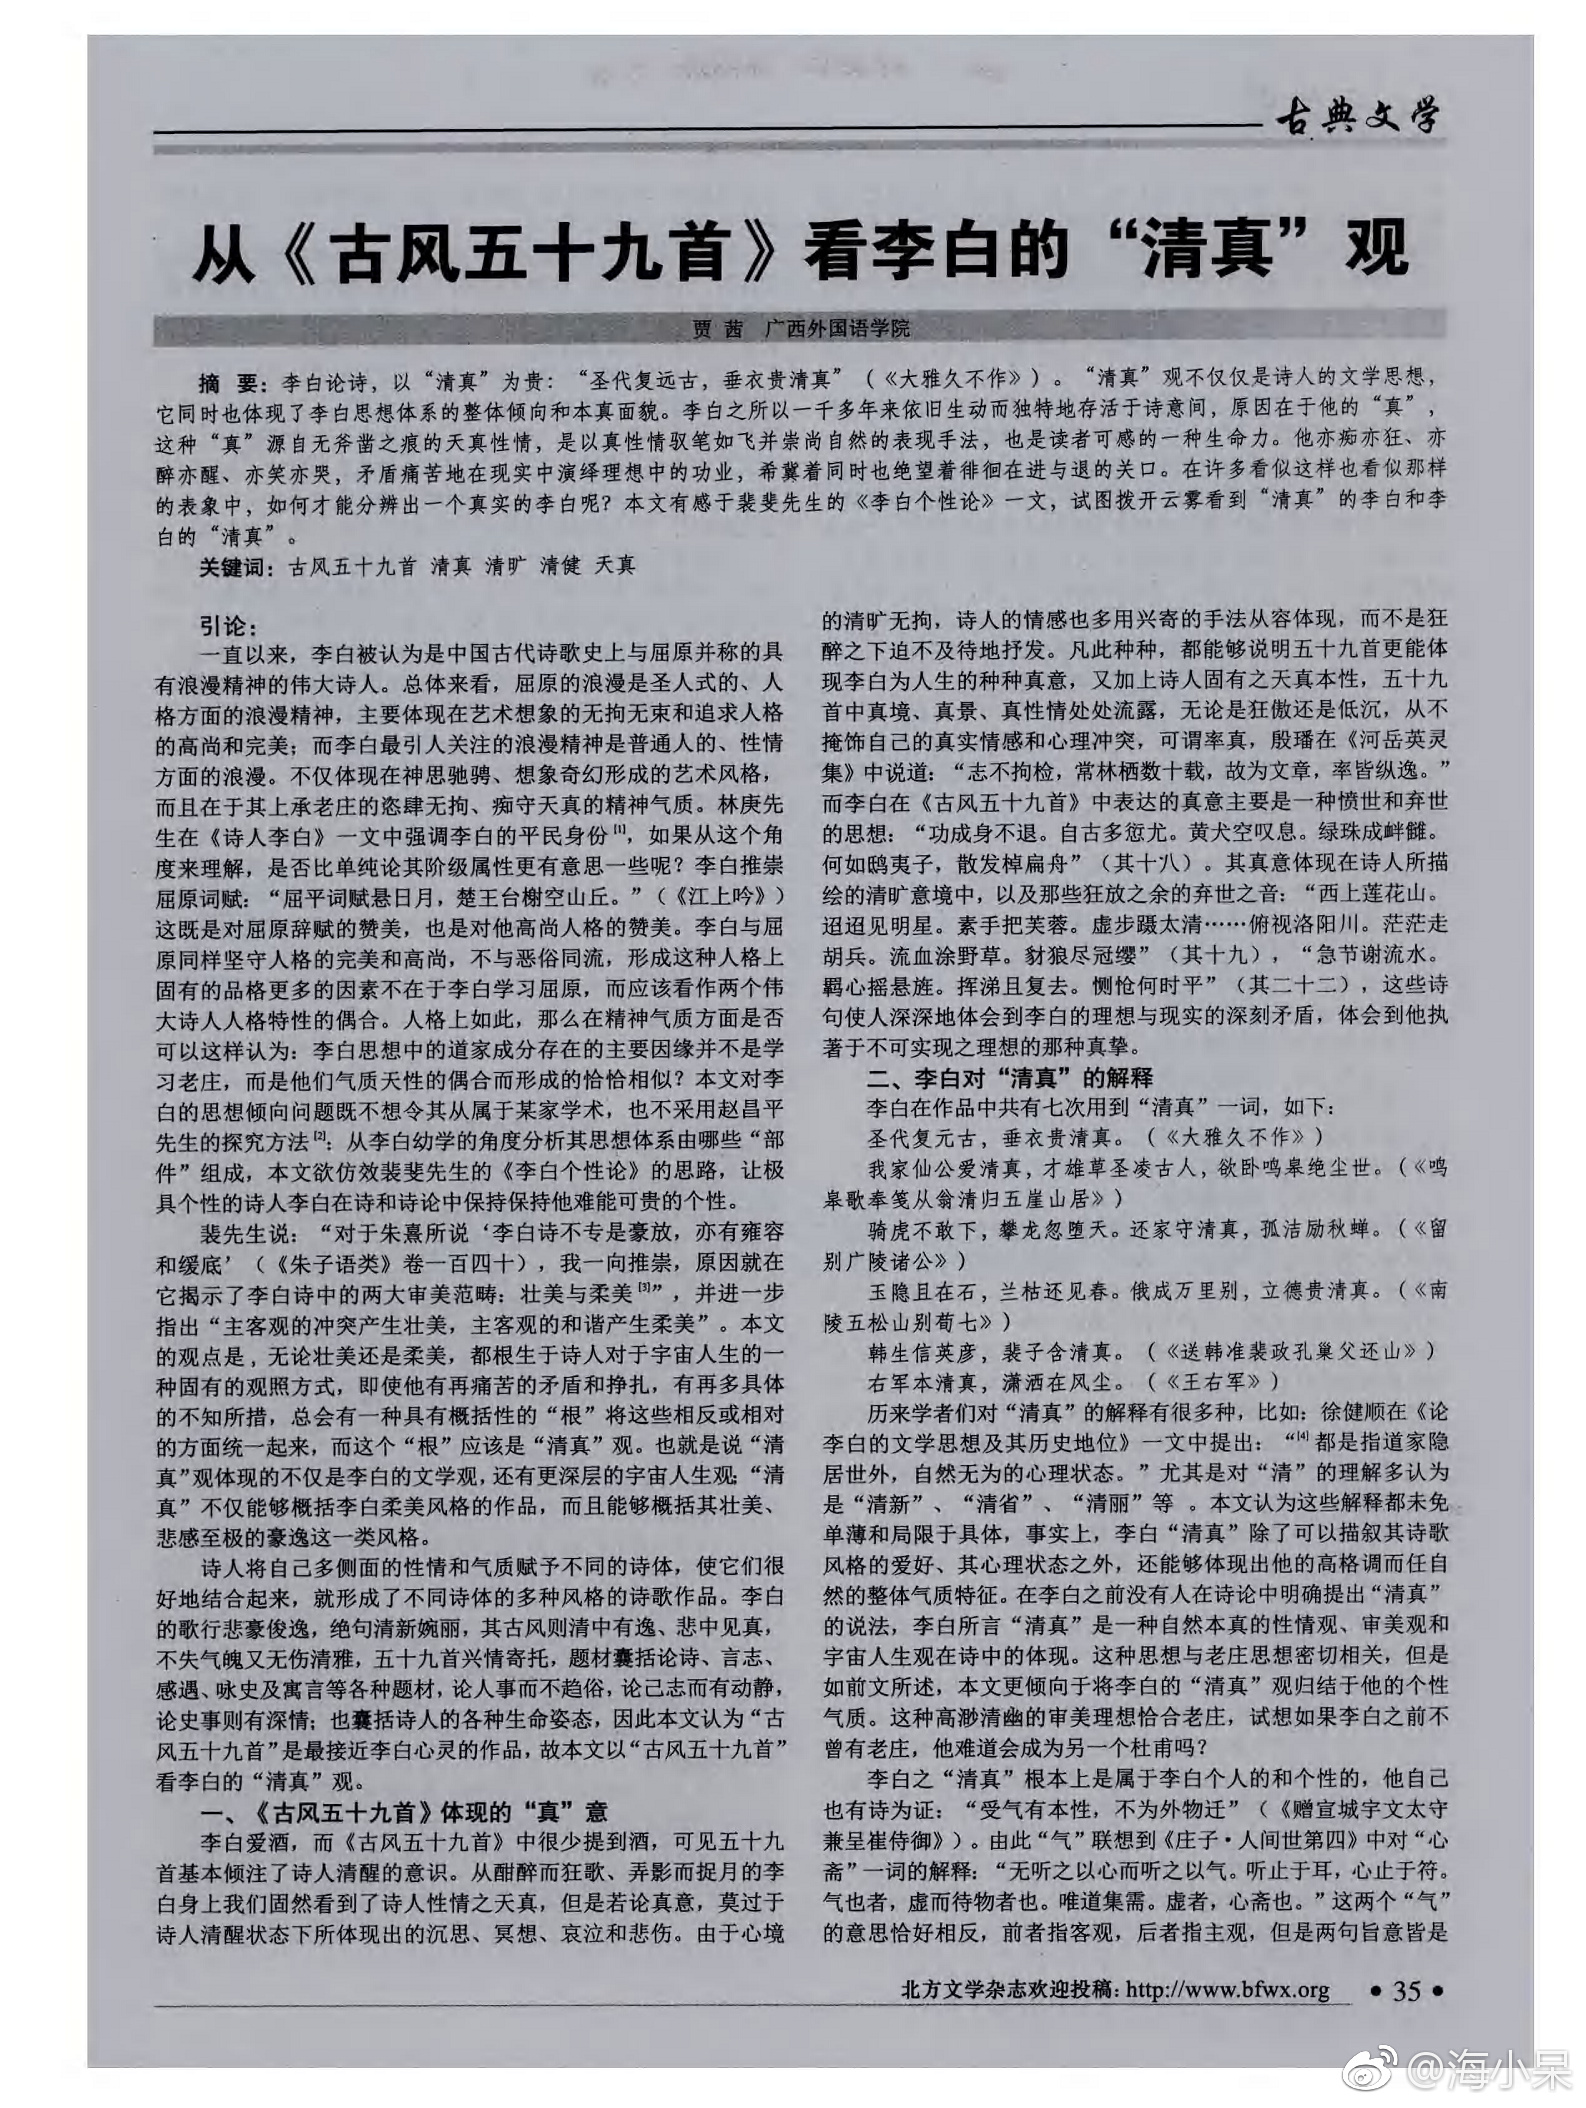 古典文学
从《古风五十九首》看李白的“清真”观
贾 茜 广西外国语学院
摘 要：李白论诗，以“清真”为贵：“圣代复远古，垂衣贵清真”（《大雅久不作》）。“清真”观不仅仅是诗人的文学思想，
它同时也体现了李白思想体系的整体倾向和本真面貌。李白之所以一千多年来依旧生动而独特地存活于诗意间，原因在于他的“真”，
这种“真”源自无斧凿之痕的天真性情，是以真性情驭笔如飞并崇尚自然的表现手法，也是读者可感的一种生命力。他亦痴亦狂、亦
醉亦醒、亦笑亦哭，矛盾痛苦地在现实中演绎理想中的功业，希冀着同时也绝望着徘徊在进与退的关口。在许多看似这样也看似那样
的表象中，如何才能分辨出一个真实的李白呢？本文有感于裴斐先生的《李白个性论》一文，试图拨开云雾看到“清真”的李白和李
白的“清真”。
关键词：古风五十九首 清真 清旷 清健 天真
引论：
一直以来，李白被认为是中国古代诗歌史上与屈原并称的具
有浪漫精神的伟大诗人。总体来看，屈原的浪漫是圣人式的、人
格方面的浪漫精神，主要体现在艺术想象的无拘无束和追求人格
的高尚和完美；而李白最引人关注的浪漫精神是普通人的、性情
方面的浪漫。不仅体现在神思驰骋、想象奇幻形成的艺术风格，
而且在于其上承老庄的恣肆无拘、痴守天真的精神气质。林庚先
生在《诗人李白》一文中强调李白的平民身份[1]，如果从这个角
度来理解，是否比单纯论其阶级属性更有意思一些呢？李白推崇
屈原词赋：“屈平词赋悬日月，楚王台榭空山丘。”（《江上吟》）
这既是对屈原辞赋的赞美，也是对他高尚人格的赞美。李白与屈
原同样坚守人格的完美和高尚，不与恶俗同流，形成这种人格上
固有的品格更多的因素不在于李白学习屈原，而应该看作两个伟
大诗人人格特性的偶合。人格上如此，那么在精神气质方面是否
可以这样认为：李白思想中的道家成分存在的主要因缘并不是学
习老庄，而是他们气质天性的偶合而形成的恰恰相似？本文对李
白的思想倾向问题既不想令其从属于某家学术，也不采用赵昌平
先生的探究方法[2]：从李白幼学的角度分析其思想体系由哪些“部
件”组成，本文欲仿效裴斐先生的《李白个性论》的思路，让极
具个性的诗人李白在诗和诗论中保持保持他难能可贵的个性。
裴先生说：“对于朱熹所说‘李白诗不专是豪放，亦有雍容
和缓底’（《朱子语类》卷一百四十），我一向推崇，原因就在
它揭示了李白诗中的两大审美范畴：壮美与柔美[3]”，并进一步
指出“主客观的冲突产生壮美，主客观的和谐产生柔美”。本文
的观点是，无论壮美还是柔美，都根生于诗人对于宇宙人生的一
种固有的观照方式，即使他有再痛苦的矛盾和挣扎，有再多具体
的不知所措，总会有一种具有概括性的“根”将这些相反或相对
的方面统一起来，而这个“根”应该是“清真”观。也就是说“清
真”观体现的不仅是李白的文学观，还有更深层的宇宙人生观：“清
真”不仅能够概括李白柔美风格的作品，而且能够概括其壮美、
悲感至极的豪逸这一类风格。
诗人将自己多侧面的性情和气质赋予不同的诗体，使它们很
好地结合起来，就形成了不同诗体的多种风格的诗歌作品。李白
的歌行悲豪俊逸，绝句清新婉丽，其古风则清中有逸、悲中见真，
不失气魄又无伤清雅，五十九首兴情寄托，题材囊括论诗、言志、
感遇、咏史及寓言等各种题材，论人事而不趋俗，论己志而有动静，
论史事则有深情；也囊括诗人的各种生命姿态，因此本文认为“古
风五十九首”是最接近李白心灵的作品，故本文以“古风五十九首”
看李白的“清真”观。
一、《古风五十九首》体现的“真”意
李白爱酒，而《古风五十九首》中很少提到酒，可见五十九
首基本倾注了诗人清醒的意识。从酣醉而狂歌、弄影而捉月的李
白身上我们固然看到了诗人性情之天真，但是若论真意，莫过于
诗人清醒状态下所体现出的沉思、冥想、哀泣和悲伤。由于心境
的清旷无拘，诗人的情感也多用兴寄的手法从容体现，而不是狂
醉之下迫不及待地抒发。凡此种种，都能够说明五十九首更能体
现李白为人生的种种真意，又加上诗人固有之天真本性，五十九
首中真境、真景、真性情处处流露，无论是狂傲还是低沉，从不
掩饰自己的真实情感和心理冲突，可谓率真，殷璠在《河岳英灵
集》中说道：“志不拘检，常林栖数十载，故为文章，率皆纵逸。”
而李白在《古风五十九首》中表达的真意主要是一种愤世和弃世
的思想：“功成身不退。自古多愆尤。黄犬空叹息。绿珠成衅雠。
何如鸱夷子，散发棹扁舟”（其十八）。其真意体现在诗人所描
绘的清旷意境中，以及那些狂放之余的弃世之音：“西上莲花山。
迢迢见明星。素手把芙蓉。虚步蹑太清……俯视洛阳川。茫茫走
胡兵。流血涂野草。豺狼尽冠缨”（其十九），“急节谢流水。
羁心摇悬旌。挥涕且复去。恻怆何时平”（其二十二），这些诗
句使人深深地体会到李白的理想与现实的深刻矛盾，体会到他执
著于不可实现之理想的那种真挚。
二、李白对“清真”的解释
李白在作品中共有七次用到“清真”一词，如下：
圣代复元古，垂衣贵清真。（《大雅久不作》）
我家仙公爱清真，才雄草圣凌古人，欲卧鸣皋绝尘世。（《鸣
皋歌奉笺从翁清归五崖山居》）
骑虎不敢下，攀龙忽堕天。还家守清真，孤洁励秋蝉。（《留
别广陵诸公》）
玉隐且在石，兰枯还见春。俄成万里别，立德贵清真。（《南
陵五松山别荀七》）
韩生信英彦，裴子含清真。（《送韩准裴政孔巢父还山》）
右军本清真，潇洒在风尘。（《王右军》）
历来学者们对“清真”的解释有很多种，比如：徐健顺在《论
李白的文学思想及其历史地位》一文中提出：“[4]都是指道家隐
居世外，自然无为的心理状态。”尤其是对“清”的理解多认为
是“清新”、“清省”、“清丽”等 。本文认为这些解释都未免
单薄和局限于具体，事实上，李白“清真”除了可以描叙其诗歌
风格的爱好、其心理状态之外，还能够体现出他的高格调而任自
然的整体气质特征。在李白之前没有人在诗论中明确提出“清真”
的说法，李白所言“清真”是一种自然本真的性情观、审美观和
宇宙人生观在诗中的体现。这种思想与老庄思想密切相关，但是
如前文所述，本文更倾向于将李白的“清真”观归结于他的个性
气质。这种高渺清幽的审美理想恰合老庄，试想如果李白之前不
曾有老庄，他难道会成为另一个杜甫吗？
李白之“清真”根本上是属于李白个人的和个性的，他自己
也有诗为证：“受气有本性，不为外物迁”（《赠宣城宇文太守
兼呈崔侍御》）。由此“气”联想到《庄子·人间世第四》中对“心
斋”一词的解释：“无听之以心而听之以气。听止于耳，心止于符。
气也者，虚而待物者也。唯道集需。虚者，心斋也。”这两个“气”
的意思恰好相反，前者指客观，后者指主观，但是两句旨意皆是
北方文学杂志欢迎投稿：http://www.bfwx.org • 35 •
@海小呆